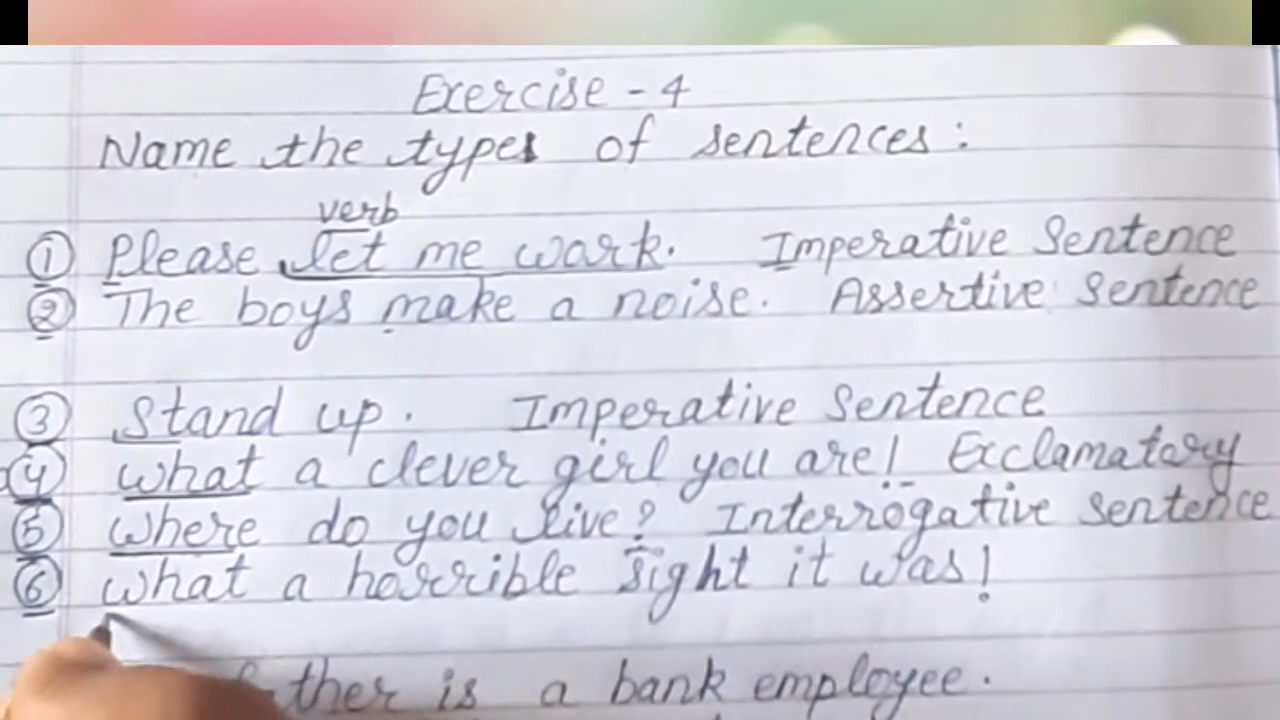 Exercise - 4
Name the types of sentences :
verb
① Please let me work. Imperative Sentence
② The boys make a noise. Assertive Sentence
③ Stand up. Imperative Sentence
④ What a clever girl you are! Exclamatory
⑤ Where do you live? Interrogative Sentence
⑥ What a horrible sight it was!
is a bank employee.